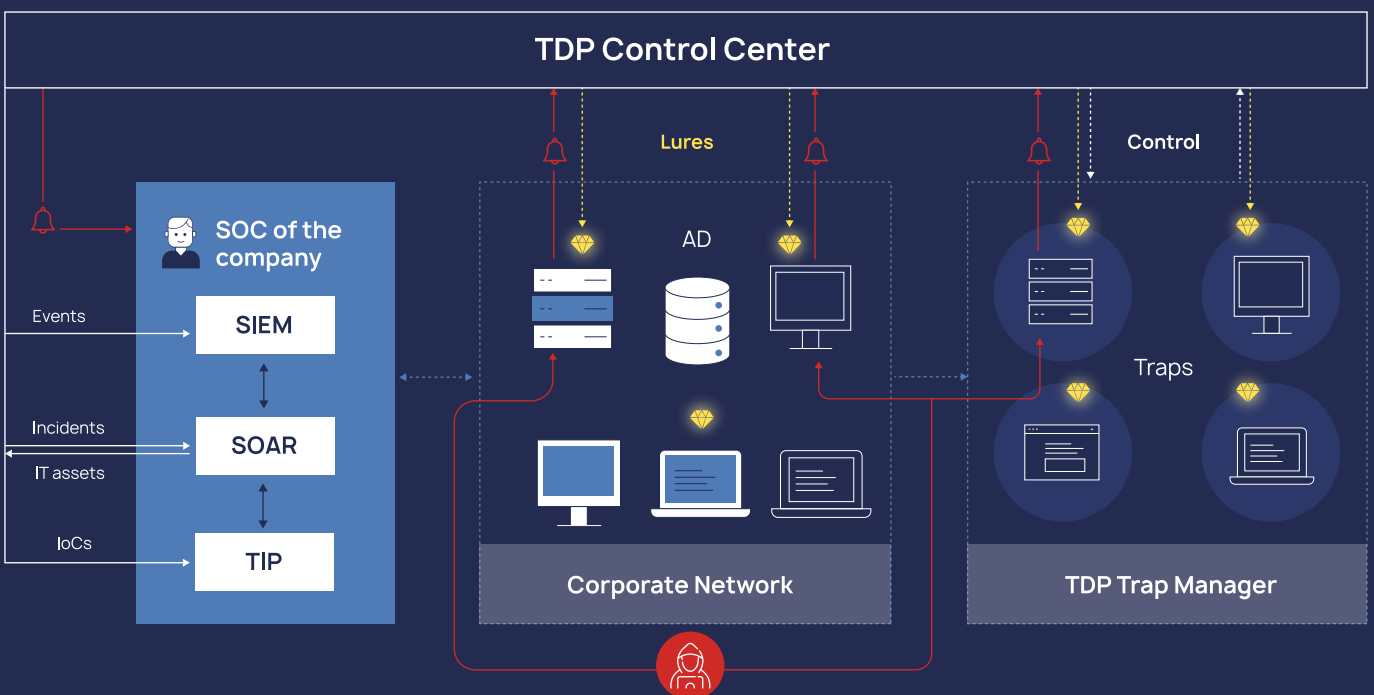 TDP Control Center
Lures
Control
SOC of the
company
AD
Events
SIEM
Traps
Incidents
SOAR
IT assets
IoCs
TIP
Corporate Network
TDP Trap Manager